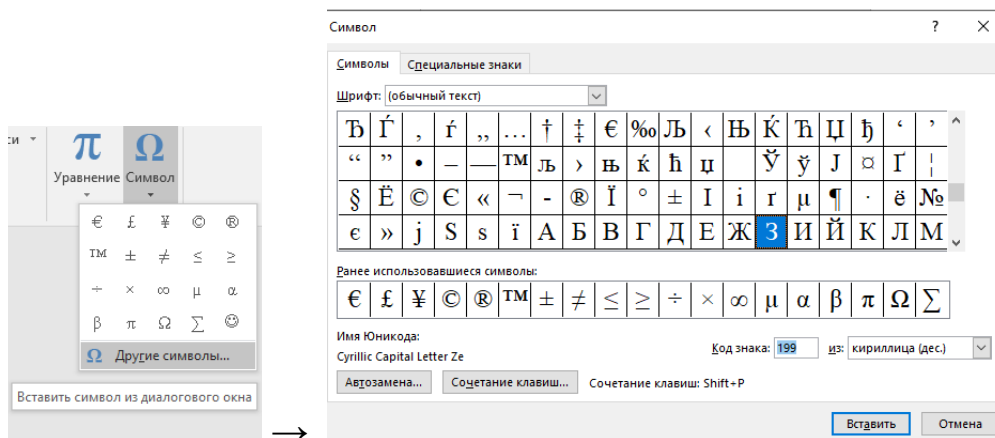 си
π Ω
Уравнение Символ
€ £ ¥ © ®
TM ± ≠ ≤ ≥
÷ × ∞ µ α
β π Ω ∑ ☺
Ω Другие символы...
Вставить символ из диалогового окна
→
Символ ? ×
Символы Специальные знаки
Шрифт: (обычный текст)
Ђ Ѓ ‚ ѓ „ … † ‡ € ‰ Љ ‹ Њ Ќ Ћ Џ ђ ‘ ’
“ ” • – — ™ љ › њ ќ ћ џ Ў ў Ј ¤ Ґ ¦
§ Ё © Є « ¬ - ® Ї ° ± І і ґ µ ¶ · ё №
є » ј Ѕ ѕ ї А Б В Г Д Е Ж З И Й К Л М
Ранее использовавшиеся символы:
€ £ ¥ © ® ™ ± ≠ ≤ ≥ ÷ × ∞ µ α β π Ω ∑
Имя Юникода:
Cyrillic Capital Letter Ze
Код знака: 199 из: кириллица (дес.)
Автозамена... Сочетание клавиш... Сочетание клавиш: Shift+P
Вставить Отмена